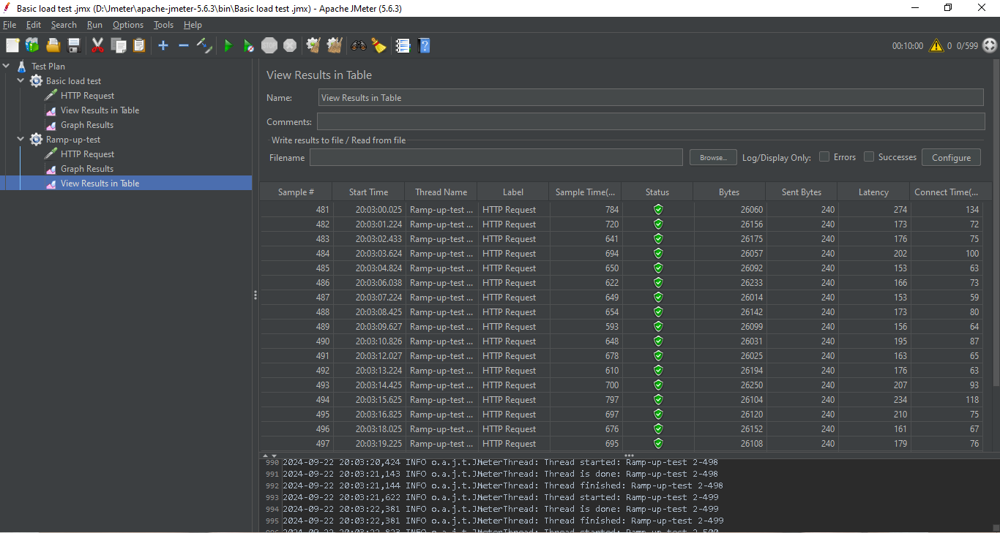 Basic load test .jmx (D:\Jmeter\apache-jmeter-5.6.3\bin\Basic load test .jmx) - Apache JMeter (5.6.3)
File Edit Search Run Options Tools Help
STOP
00:10:00 0 0/599
Test Plan
Basic load test
HTTP Request
View Results in Table
Graph Results
Ramp-up-test
HTTP Request
Graph Results
View Results in Table
View Results in Table
Name: View Results in Table
Comments:
Write results to file / Read from file
Filename Browse... Log/Display Only: Errors Successes Configure
Sample # Start Time Thread Name Label Sample Time(... Status Bytes Sent Bytes Latency Connect Time(...
481 20:03:00.025 Ramp-up-test ... HTTP Request 784 26060 240 274 134
482 20:03:01.224 Ramp-up-test ... HTTP Request 720 26156 240 173 72
483 20:03:02.433 Ramp-up-test ... HTTP Request 641 26175 240 176 75
484 20:03:03.624 Ramp-up-test ... HTTP Request 694 26057 240 202 100
485 20:03:04.824 Ramp-up-test ... HTTP Request 650 26092 240 153 63
486 20:03:06.038 Ramp-up-test ... HTTP Request 622 26233 240 166 73
487 20:03:07.224 Ramp-up-test ... HTTP Request 649 26014 240 153 59
488 20:03:08.425 Ramp-up-test ... HTTP Request 654 26142 240 173 80
489 20:03:09.627 Ramp-up-test ... HTTP Request 593 26099 240 156 64
490 20:03:10.826 Ramp-up-test ... HTTP Request 648 26031 240 195 87
491 20:03:12.027 Ramp-up-test ... HTTP Request 678 26025 240 163 65
492 20:03:13.224 Ramp-up-test ... HTTP Request 610 26194 240 176 63
493 20:03:14.425 Ramp-up-test ... HTTP Request 700 26250 240 207 93
494 20:03:15.625 Ramp-up-test ... HTTP Request 797 26104 240 234 118
495 20:03:16.825 Ramp-up-test ... HTTP Request 697 26120 240 210 75
496 20:03:18.025 Ramp-up-test ... HTTP Request 676 26152 240 161 67
497 20:03:19.225 Ramp-up-test ... HTTP Request 695 26108 240 179 76
990 2024-09-22 20:03:20,424 INFO o.a.j.t.JMeterThread: Thread started: Ramp-up-test 2-498
991 2024-09-22 20:03:21,143 INFO o.a.j.t.JMeterThread: Thread is done: Ramp-up-test 2-498
992 2024-09-22 20:03:21,144 INFO o.a.j.t.JMeterThread: Thread finished: Ramp-up-test 2-498
993 2024-09-22 20:03:21,622 INFO o.a.j.t.JMeterThread: Thread started: Ramp-up-test 2-499
994 2024-09-22 20:03:22,381 INFO o.a.j.t.JMeterThread: Thread is done: Ramp-up-test 2-499
995 2024-09-22 20:03:22,381 INFO o.a.j.t.JMeterThread: Thread finished: Ramp-up-test 2-499
996 2024-09-22 20:03:22,823 INFO o.a.j.t.JMeterThread: Thread started: Ramp-up-test 2-500